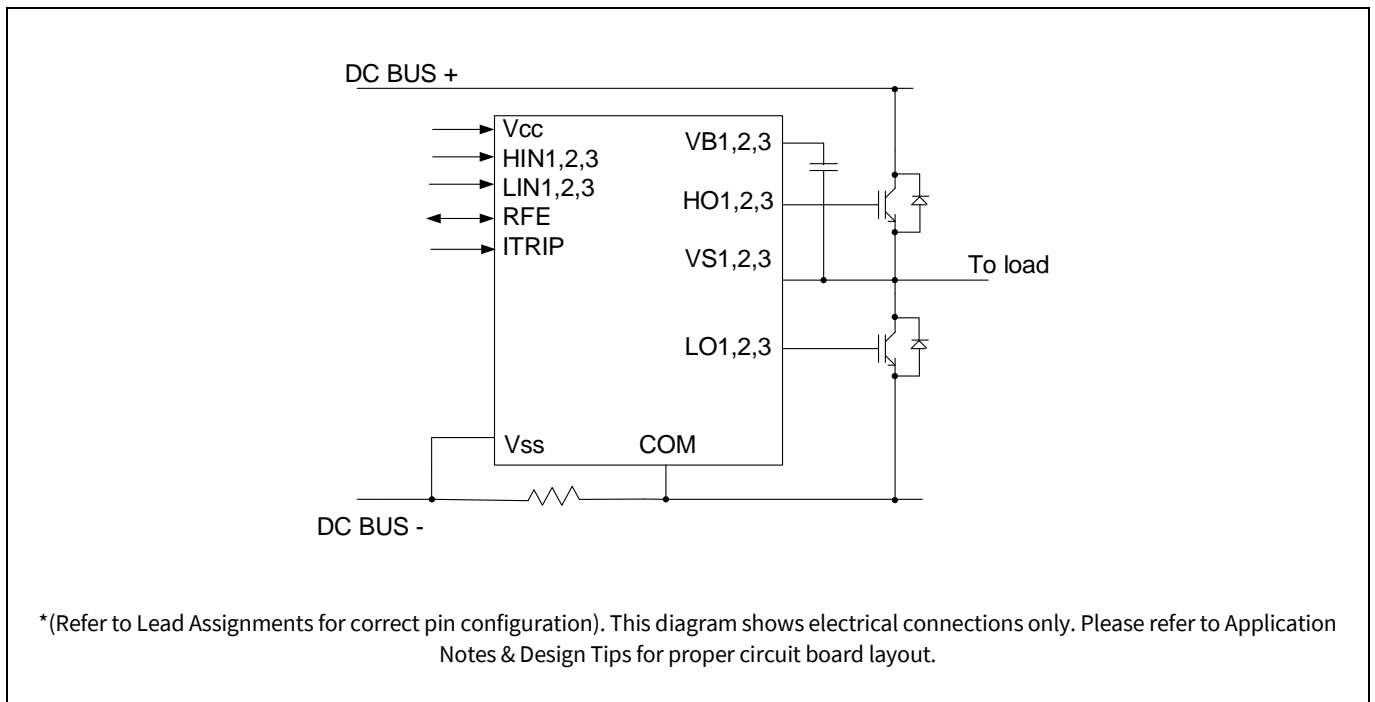 DC BUS +
Vcc
HIN1,2,3
LIN1,2,3
RFE
ITRIP
VB1,2,3
HO1,2,3
VS1,2,3
To load
LO1,2,3
Vss
COM
DC BUS -
*(Refer to Lead Assignments for correct pin configuration). This diagram shows electrical connections only. Please refer to Application
Notes & Design Tips for proper circuit board layout.